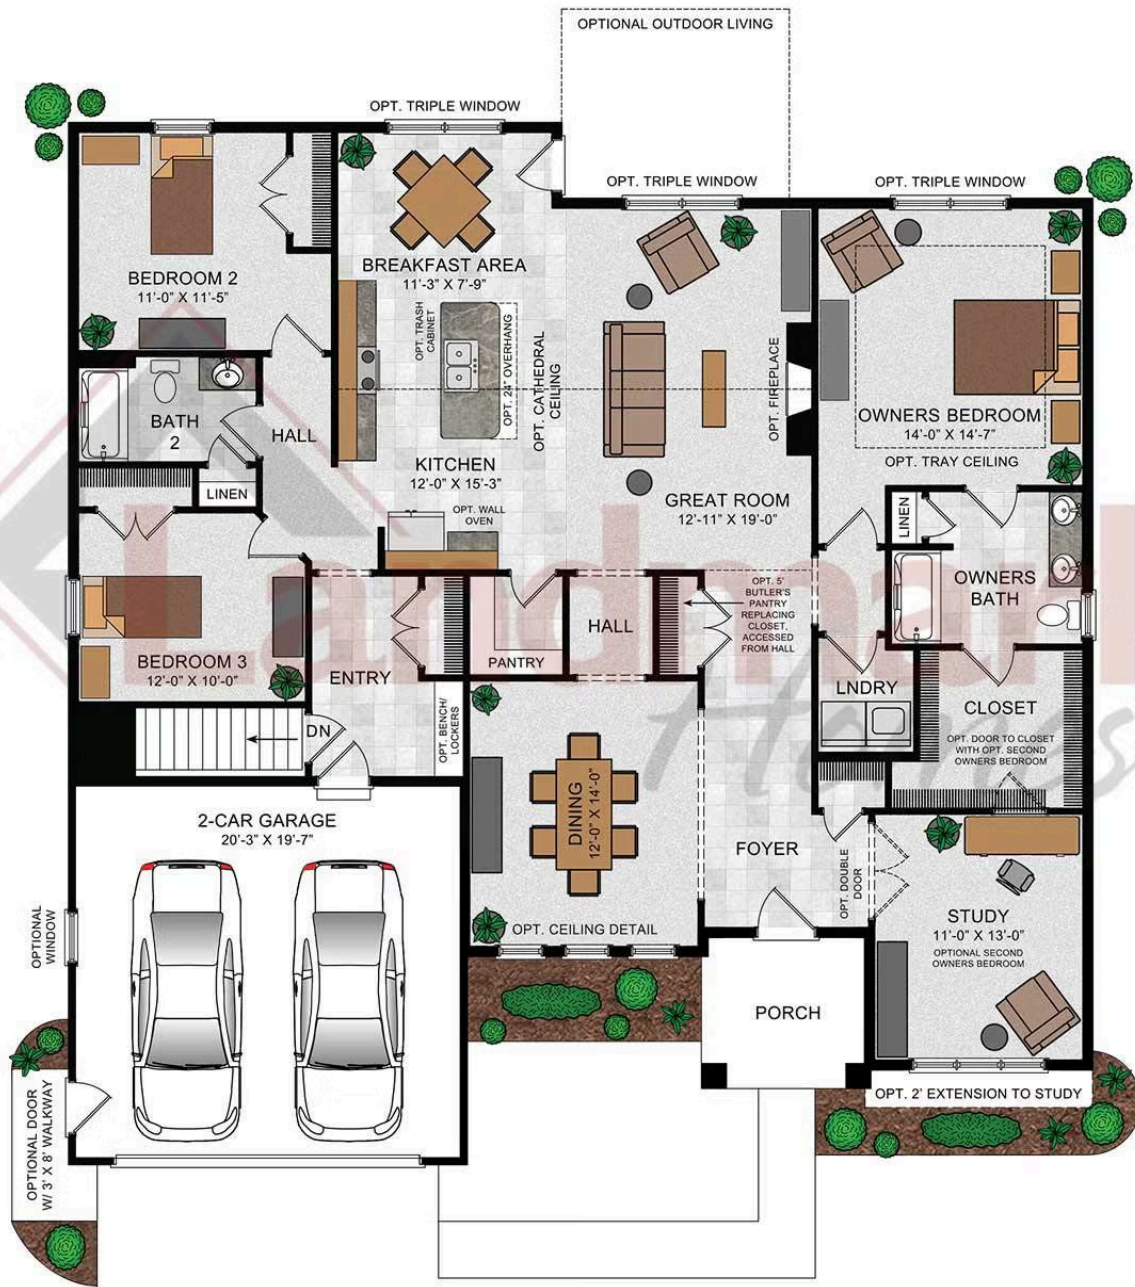 OPTIONAL OUTDOOR LIVING
OPT. TRIPLE WINDOW
OPT. TRIPLE WINDOW
OPT. TRIPLE WINDOW
BEDROOM 2
11'-0" X 11'-5"
BREAKFAST AREA
11'-3" X 7'-9"
OPT. TRASH
CABINET
OPT. 24" OVERHANG
OPT. CATHEDRAL
CEILING
OPT. FIREPLACE
OWNERS BEDROOM
14'-0" X 14'-7"
OPT. TRAY CEILING
BATH
2
HALL
LINEN
KITCHEN
12'-0" X 15'-3"
OPT. WALL
OVEN
GREAT ROOM
12'-11" X 19'-0"
LINEN
OWNERS
BATH
Landmark
Homes
BEDROOM 3
12'-0" X 10'-0"
ENTRY
PANTRY
HALL
OPT. 5'
BUTLER'S
PANTRY
REPLACING
CLOSET,
ACCESSED
FROM HALL
LNDRY
CLOSET
OPT. DOOR TO CLOSET
WITH OPT. SECOND
OWNERS BEDROOM
DN
OPT. BENCH/
LOCKERS
2-CAR GARAGE
20'-3" X 19'-7"
DINING
12'-0" X 14'-0"
OPT. CEILING DETAIL
FOYER
OPT. DOUBLE
DOOR
STUDY
11'-0" X 13'-0"
OPTIONAL SECOND
OWNERS BEDROOM
OPTIONAL
WINDOW
PORCH
OPT. 2' EXTENSION TO STUDY
OPTIONAL DOOR
W/ 3' X 8' WALKWAY